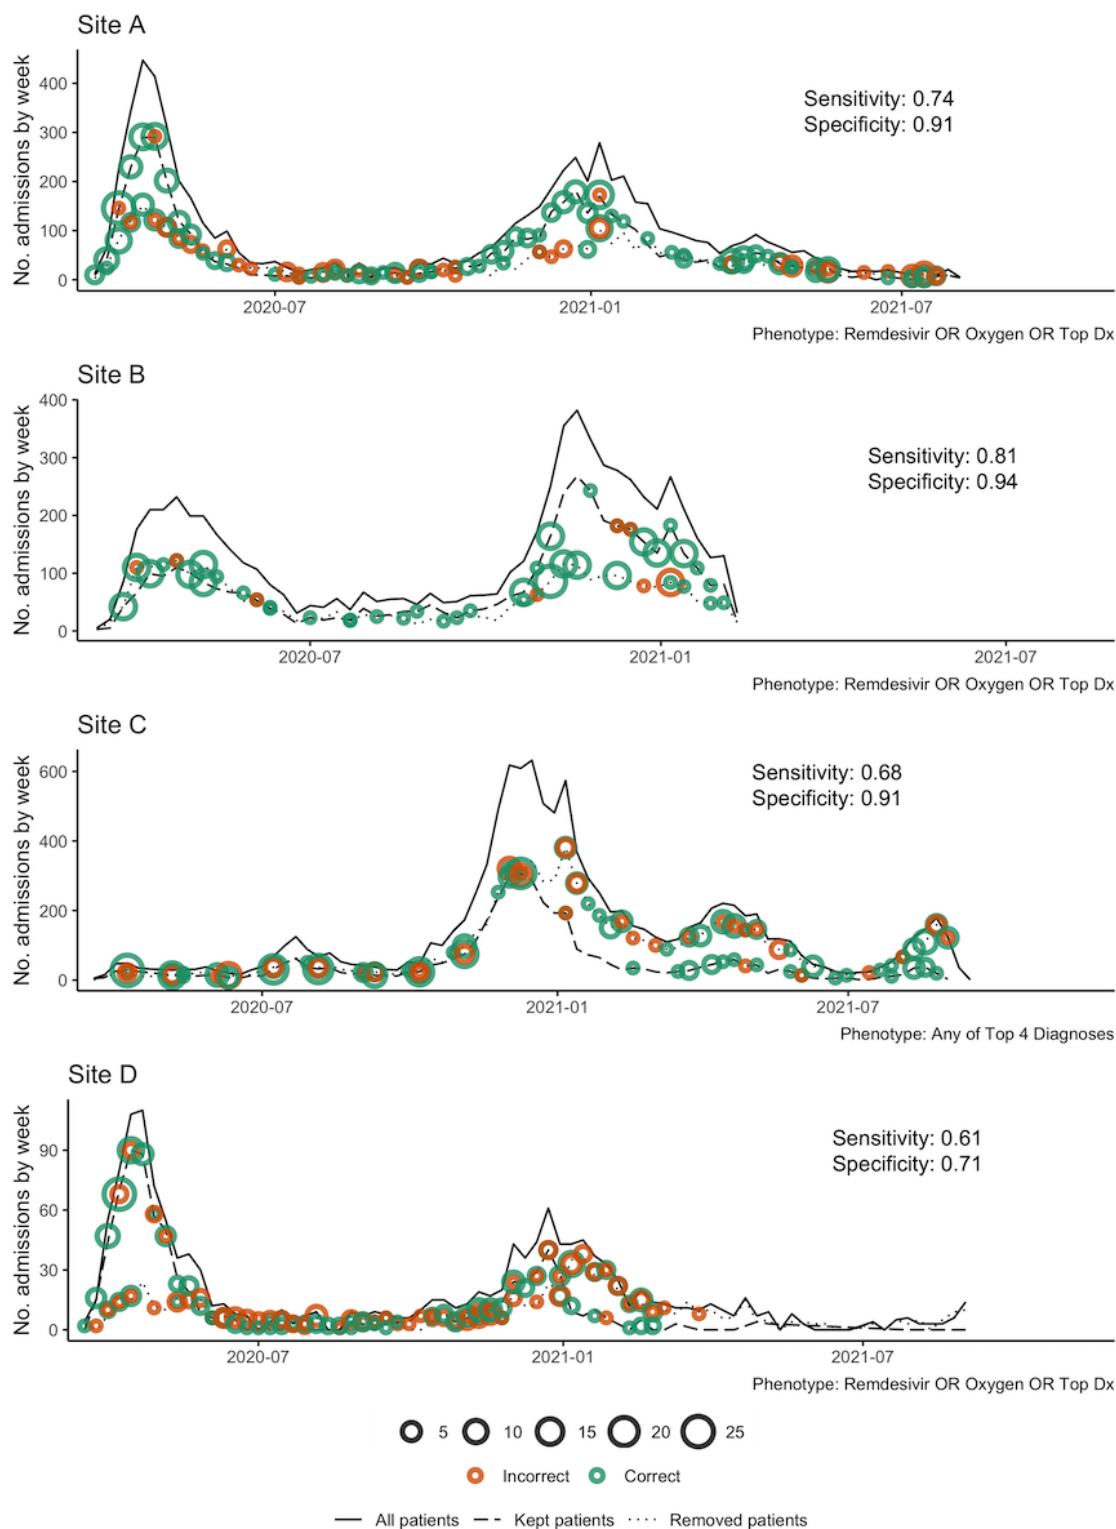 Site A
No. admissions by week
400
300
200
100
0
Sensitivity: 0.74
Specificity: 0.91
2020-07
2021-01
2021-07
Phenotype: Remdesivir OR Oxygen OR Top Dx
Site B
No. admissions by week
400
300
200
100
0
Sensitivity: 0.81
Specificity: 0.94
2020-07
2021-01
2021-07
Phenotype: Remdesivir OR Oxygen OR Top Dx
Site C
No. admissions by week
600
400
200
0
Sensitivity: 0.68
Specificity: 0.91
2020-07
2021-01
2021-07
Phenotype: Any of Top 4 Diagnoses
Site D
No. admissions by week
90
60
30
0
Sensitivity: 0.61
Specificity: 0.71
2020-07
2021-01
2021-07
Phenotype: Remdesivir OR Oxygen OR Top Dx
5 10 15 20 25
Incorrect Correct
All patients Kept patients Removed patients